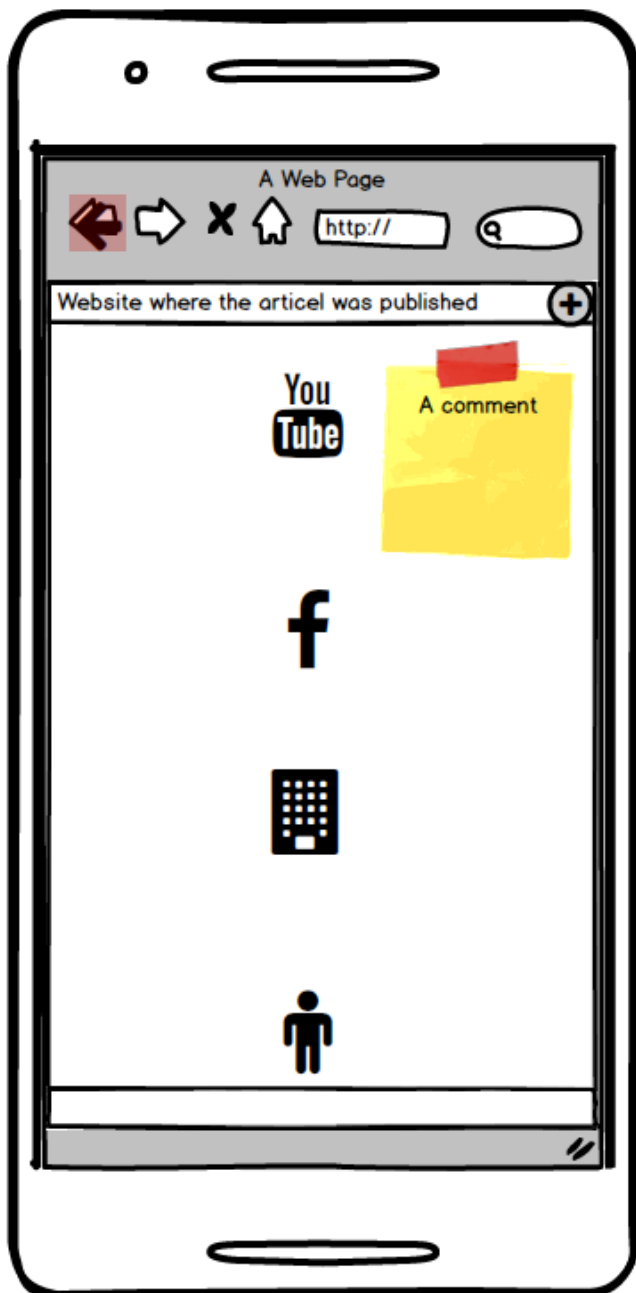 A Web Page
http://
Website where the articel was published
You
Tube
A comment
f